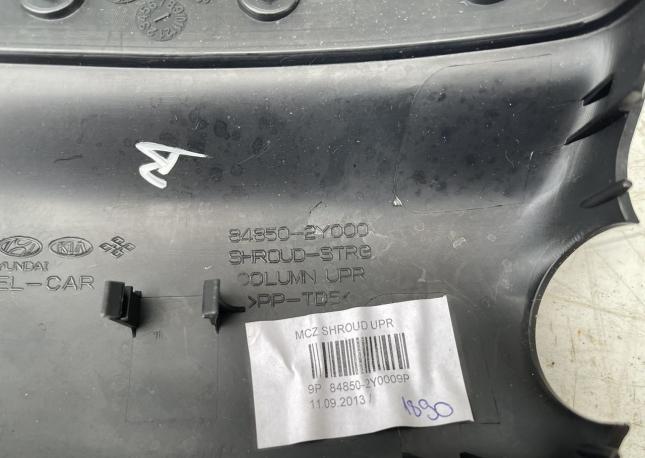 84850-2Y000
HYUNDAI KIA SHROUD-STRG
EL-CAR COLUMN UPR
>PP-TD5<
MCZ SHROUD UPR
9P 84850-2Y0009P
11.09.2013 /
1890